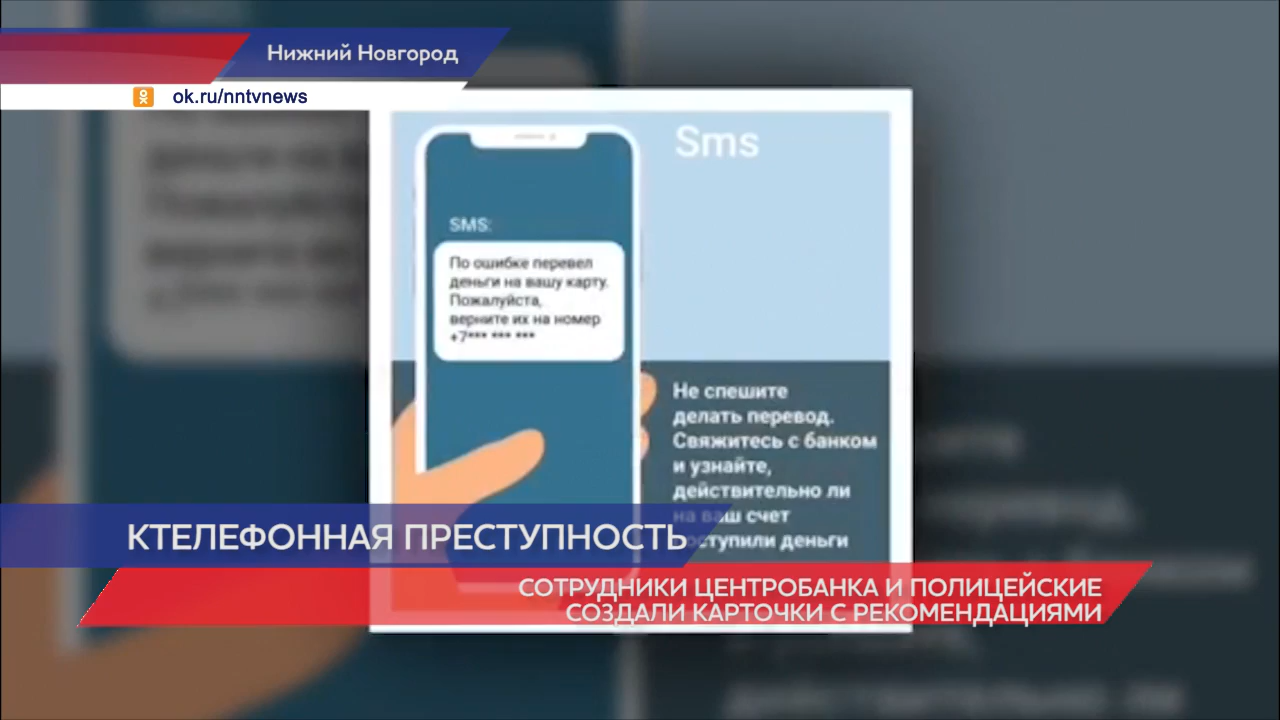 Нижний Новгород
ok.ru/nntvnews
Sms
SMS:
По ошибке перевел
деньги на вашу карту.
Пожалуйста,
верните их на номер
+7*** *** ***
Не спешите
делать перевод.
Свяжитесь с банком
и узнайте,
действительно ли
на ваш счет
поступили деньги
КТЕЛЕФОННАЯ ПРЕСТУПНОСТЬ
СОТРУДНИКИ ЦЕНТРОБАНКА И ПОЛИЦЕЙСКИЕ
СОЗДАЛИ КАРТОЧКИ С РЕКОМЕНДАЦИЯМИ